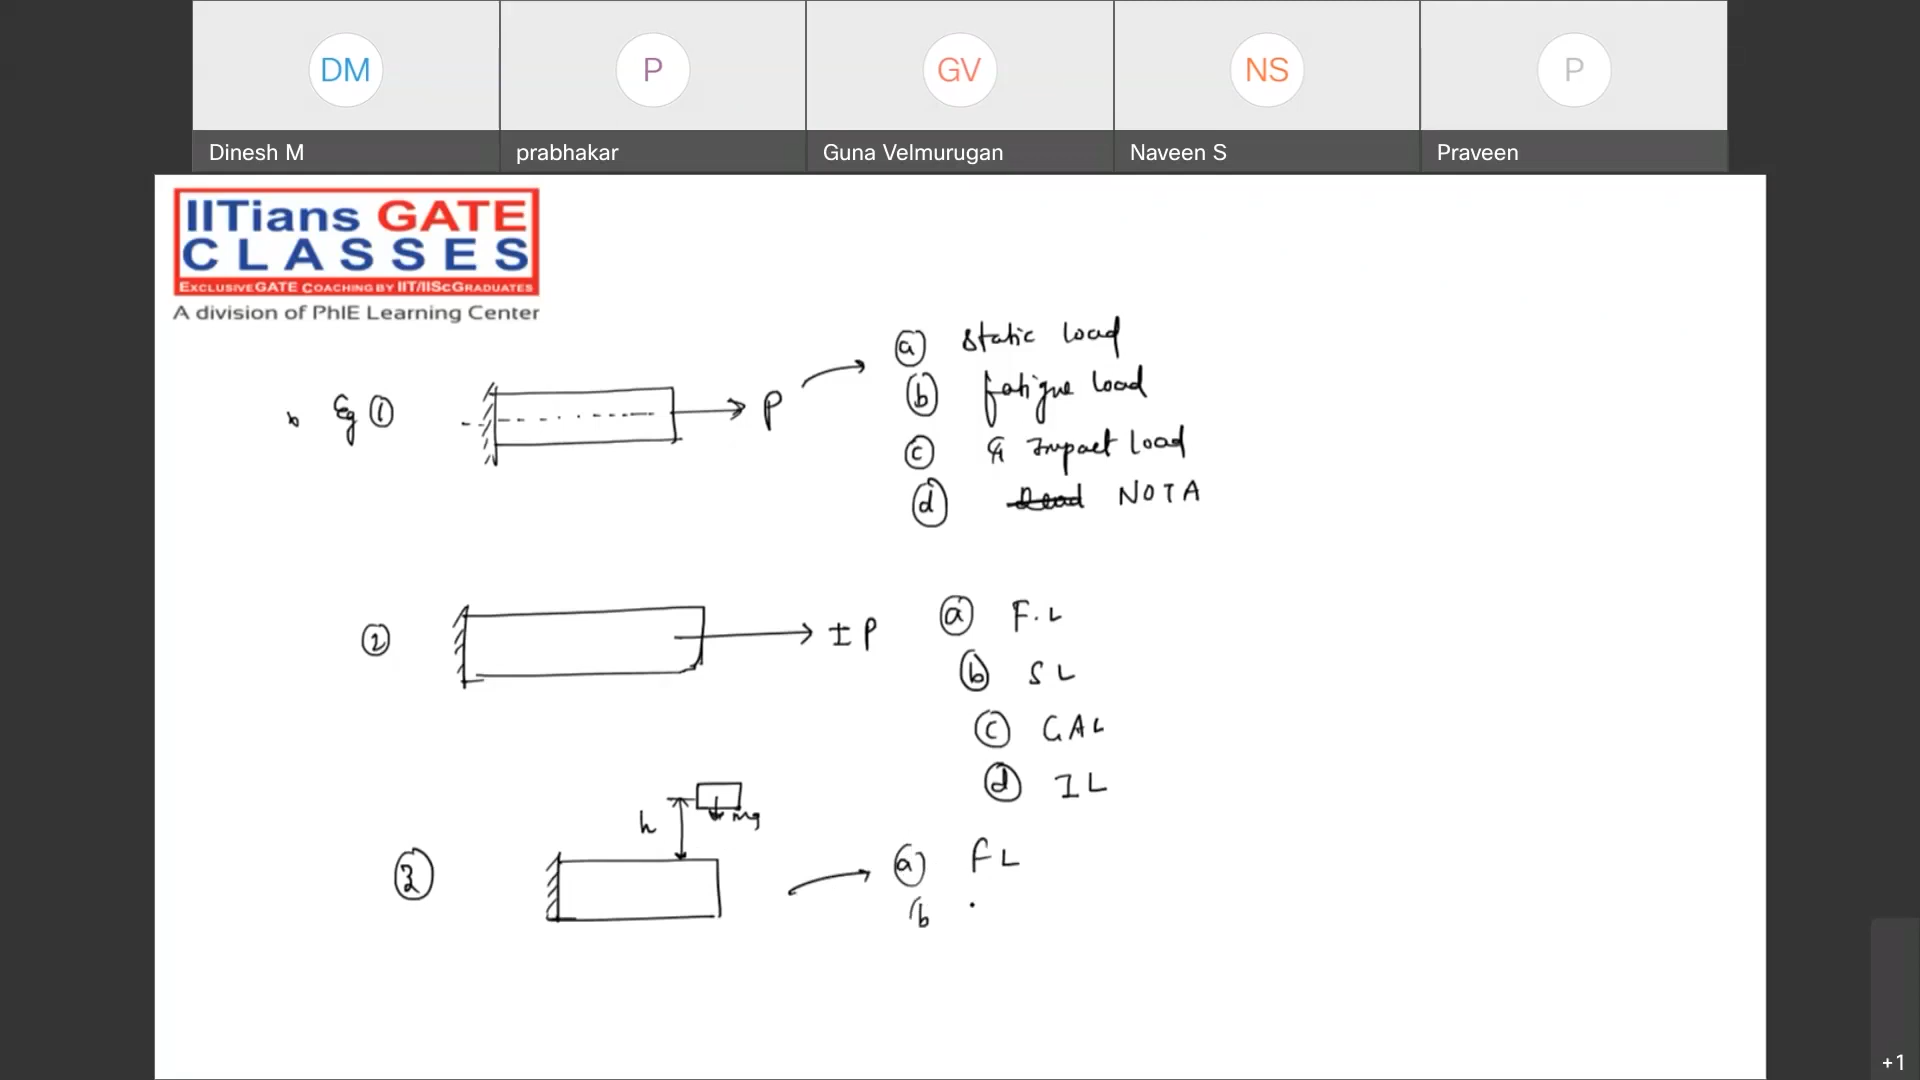 DM
P
GV
NS
P
Dinesh M
prabhakar
Guna Velmurugan
Naveen S
Praveen
IITians GATE
CLASSES
EXCLUSIVE GATE COACHING BY IIT/IISc GRADUATES
A division of PhIE Learning Center
Eg ①
P
ⓐ static load
ⓑ fatigue load
ⓒ Impact load
ⓓ NOTA
②
± P
ⓐ F.L
ⓑ SL
ⓒ GAL
ⓓ IL
h
mg
③
ⓐ FL
(b .
+1